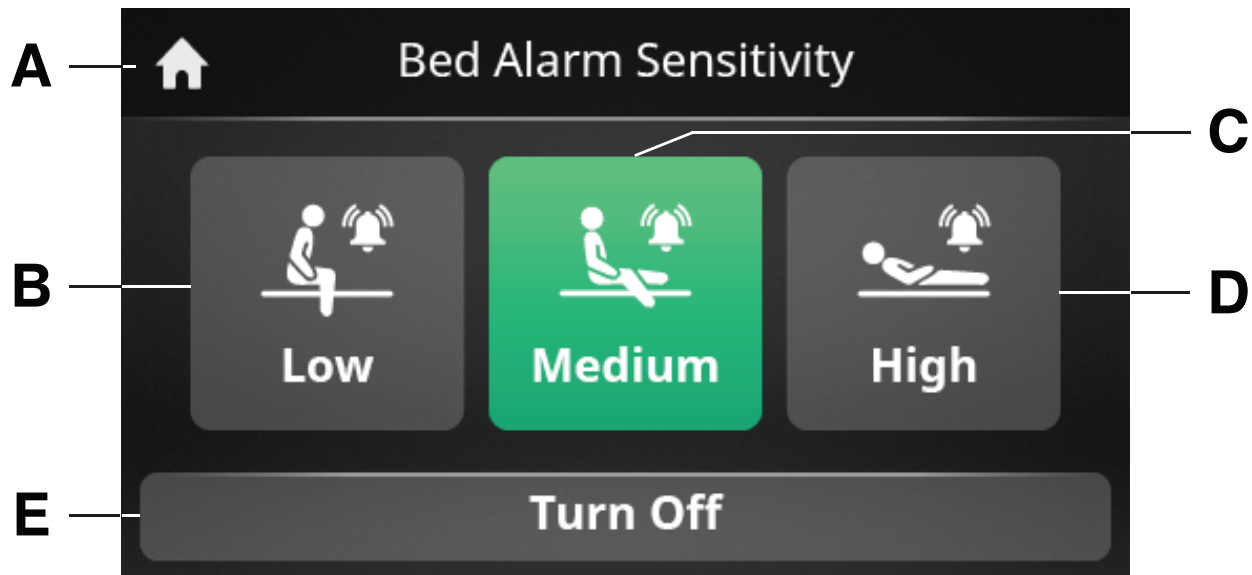 A
Bed Alarm Sensitivity
C
B
D
Low
Medium
High
E
Turn Off